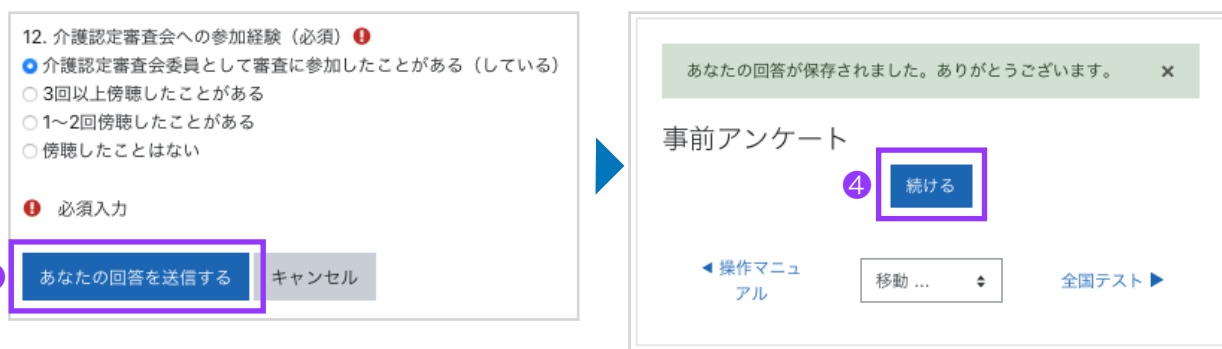 12. 介護認定審査会への参加経験（必須）
介護認定審査会委員として審査に参加したことがある（している）
3回以上傍聴したことがある
1〜2回傍聴したことがある
傍聴したことはない
必須入力
あなたの回答を送信する
キャンセル
あなたの回答が保存されました。ありがとうございます。 ×
事前アンケート
4
続ける
◀ 操作マニュ
アル
移動 ...
全国テスト ▶